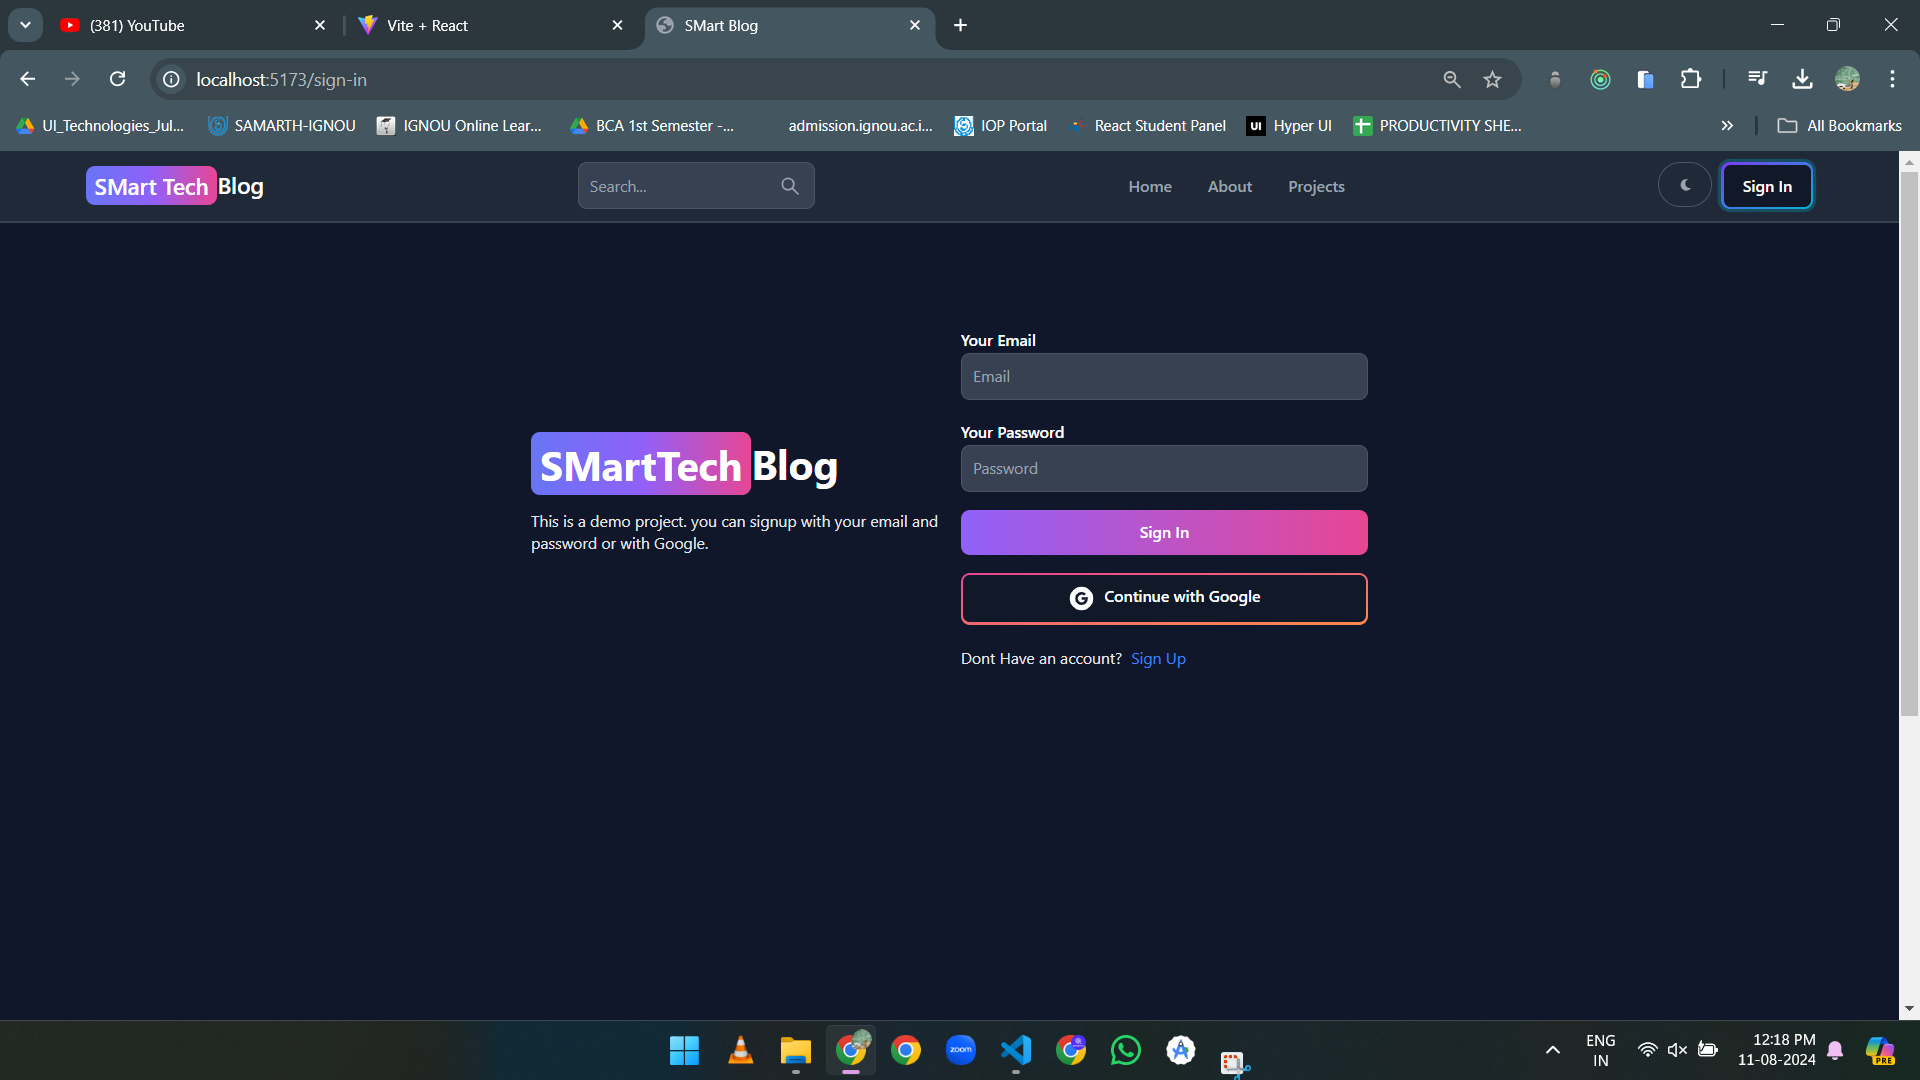 (381) YouTube
Vite + React
SMart Blog
localhost:5173/sign-in
UI_Technologies_Jul...
SAMARTH-IGNOU
IGNOU Online Lear...
BCA 1st Semester -...
admission.ignou.ac.i...
IOP Portal
React Student Panel
UI
Hyper UI
PRODUCTIVITY SHE...
All Bookmarks
SMart Tech Blog
Search...
Home
About
Projects
Sign In
Your Email
Email
Your Password
Password
SMartTech Blog
This is a demo project. you can signup with your email and
password or with Google.
Sign In
G Continue with Google
Dont Have an account? Sign Up
zoom
ENG
IN
12:18 PM
11-08-2024
PRE